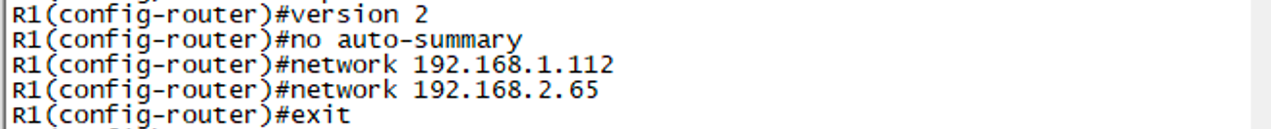 R1(config-router)#version 2
R1(config-router)#no auto-summary
R1(config-router)#network 192.168.1.112
R1(config-router)#network 192.168.2.65
R1(config-router)#exit